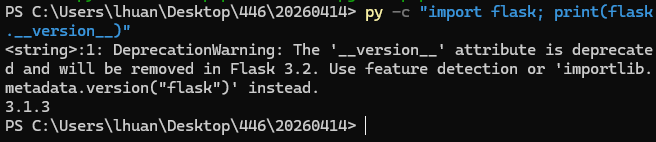 PS C:\Users\lhuan\Desktop\446\20260414> py -c "import flask; print(flask
.__version__)"
<string>:1: DeprecationWarning: The '__version__' attribute is deprecate
d and will be removed in Flask 3.2. Use feature detection or 'importlib.
metadata.version("flask")' instead.
3.1.3
PS C:\Users\lhuan\Desktop\446\20260414>